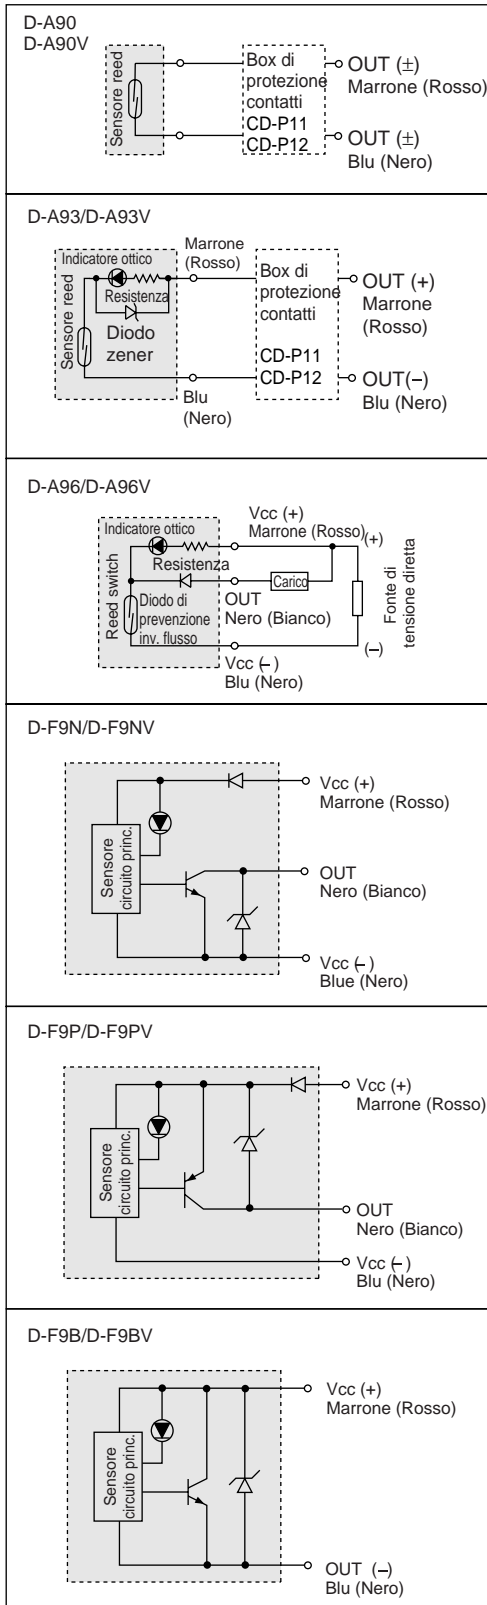 D-A90
D-A90V
Sensore reed
Box di
protezione
contatti
CD-P11
CD-P12
OUT (±)
Marrone (Rosso)
OUT (±)
Blu (Nero)
D-A93/D-A93V
Indicatore ottico
Resistenza
Diodo
zener
Sensore reed
Marrone
(Rosso)
Blu
(Nero)
Box di
protezione
contatti
CD-P11
CD-P12
OUT (+)
Marrone
(Rosso)
OUT(–)
Blu (Nero)
D-A96/D-A96V
Indicatore ottico
Resistenza
Reed switch
Diodo di
prevenzione
inv. flusso
Vcc (+)
Marrone (Rosso)
Carico
OUT
Nero (Bianco)
Vcc (–)
Blu (Nero)
(+)
(–)
Fonte di
tensione diretta
D-F9N/D-F9NV
Sensore
circuito princ.
Vcc (+)
Marrone (Rosso)
OUT
Nero (Bianco)
Vcc (–)
Blue (Nero)
D-F9P/D-F9PV
Sensore
circuito princ.
Vcc (+)
Marrone (Rosso)
OUT
Nero (Bianco)
Vcc (–)
Blu (Nero)
D-F9B/D-F9BV
Sensore
circuito princ.
Vcc (+)
Marrone (Rosso)
OUT (–)
Blu (Nero)